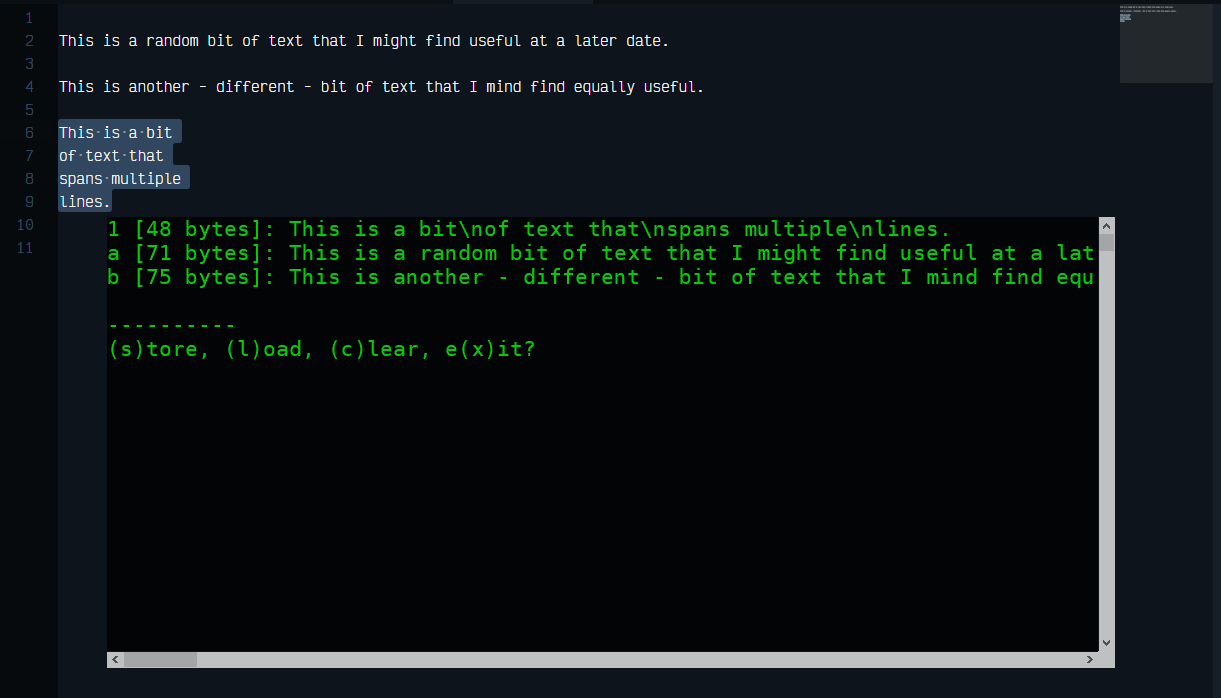 1
2 This is a random bit of text that I might find useful at a later date.
3
4 This is another - different - bit of text that I mind find equally useful.
5
6 This·is·a·bit
7 of·text·that
8 spans·multiple
9 lines.
10
11
1 [48 bytes]: This is a bit\nof text that\nspans multiple\nlines.
a [71 bytes]: This is a random bit of text that I might find useful at a lat
b [75 bytes]: This is another - different - bit of text that I mind find equ
----------
(s)tore, (l)oad, (c)lear, e(x)it?